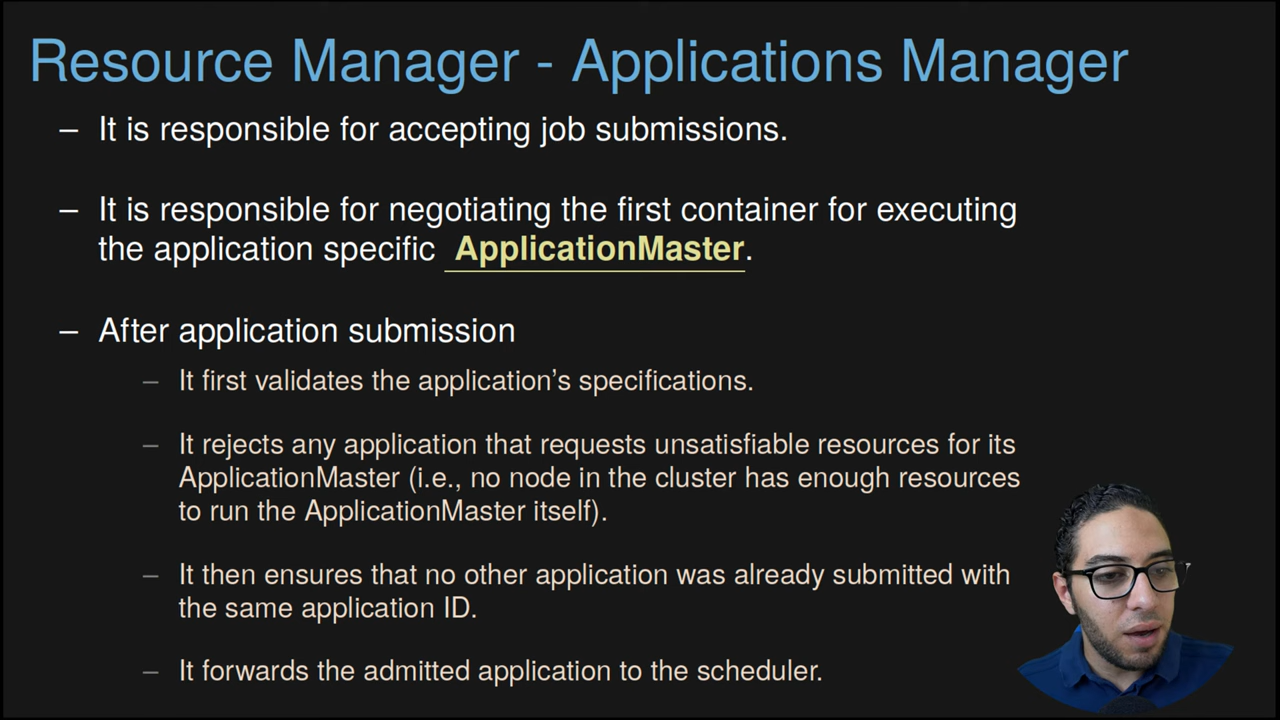 Resource Manager - Applications Manager
– It is responsible for accepting job submissions.
– It is responsible for negotiating the first container for executing
the application specific ApplicationMaster.
– After application submission
– It first validates the application’s specifications.
– It rejects any application that requests unsatisfiable resources for its
ApplicationMaster (i.e., no node in the cluster has enough resources
to run the ApplicationMaster itself).
– It then ensures that no other application was already submitted with
the same application ID.
– It forwards the admitted application to the scheduler.